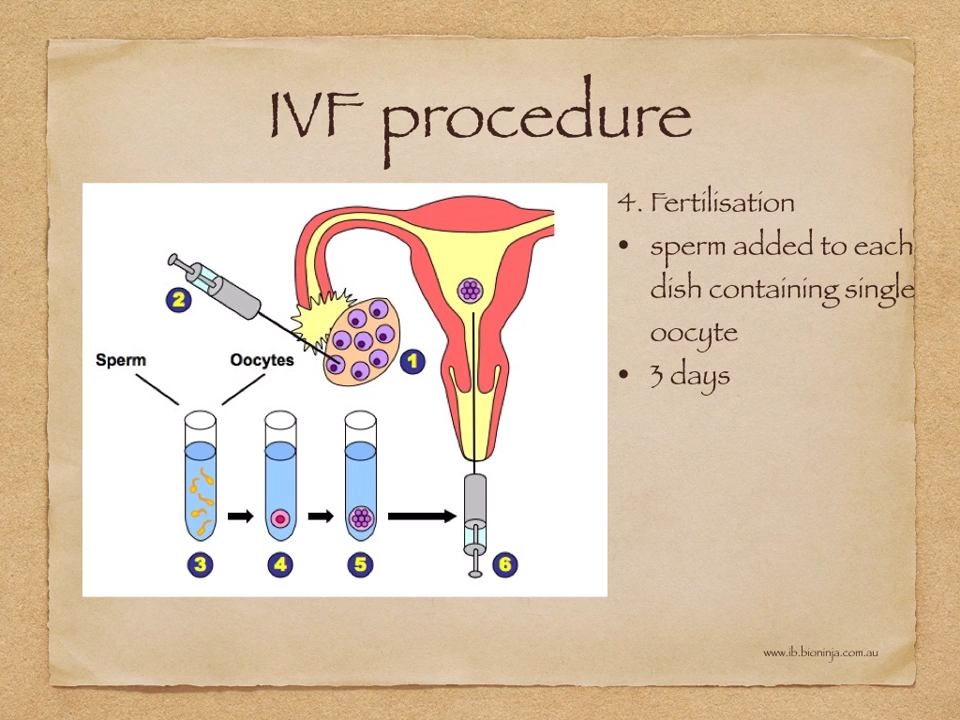 IVF procedure
4. Fertilisation
• sperm added to each
dish containing single
oocyte
• 3 days
2
1
Sperm
Oocytes
3
4
5
6
www.ib.bioninja.com.au